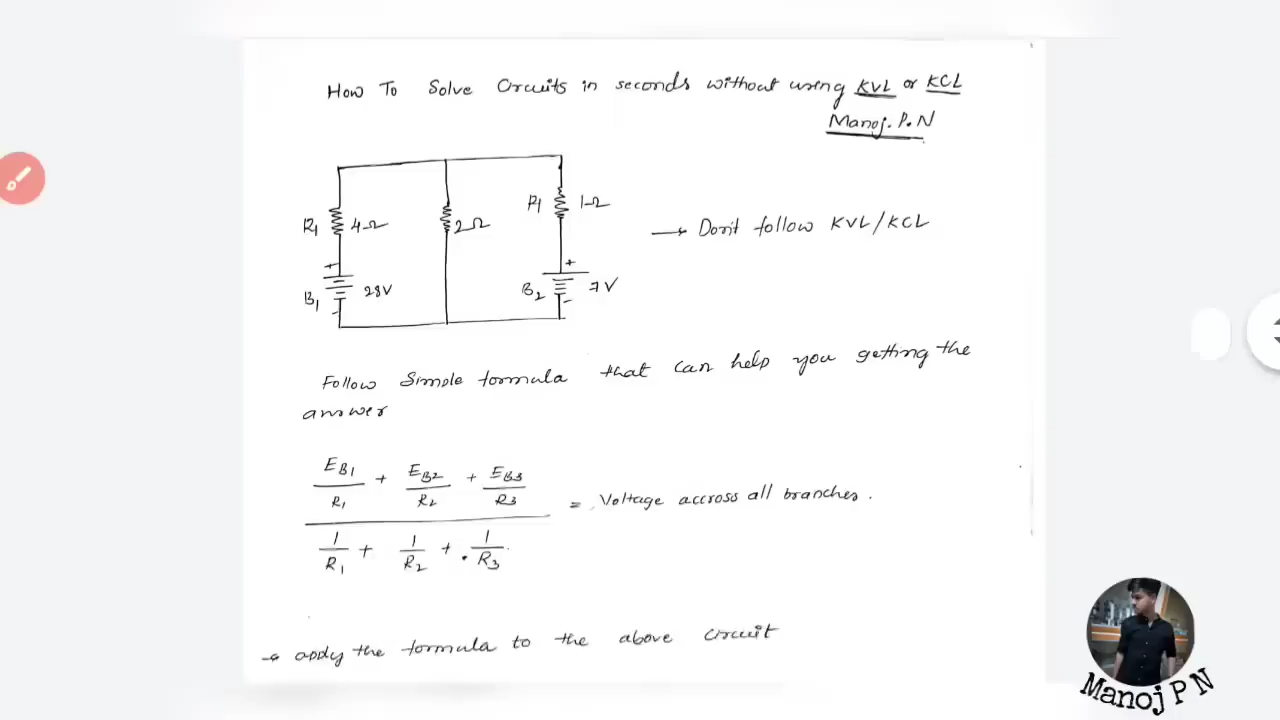 How To Solve Circuits in seconds without using KVL or KCL
Manoj. P. N
R1 4Ω
2Ω
R1 1Ω
→ Don't follow KVL/KCL
+
B1 28V
-
+
B2 7V
-
Follow Simple formula that can help you getting the
answer
EB1/R1 + EB2/R2 + EB3/R3
= Voltage accross all branches.
1/R1 + 1/R2 + 1/R3
→ apply the formula to the above circuit
Manoj P N